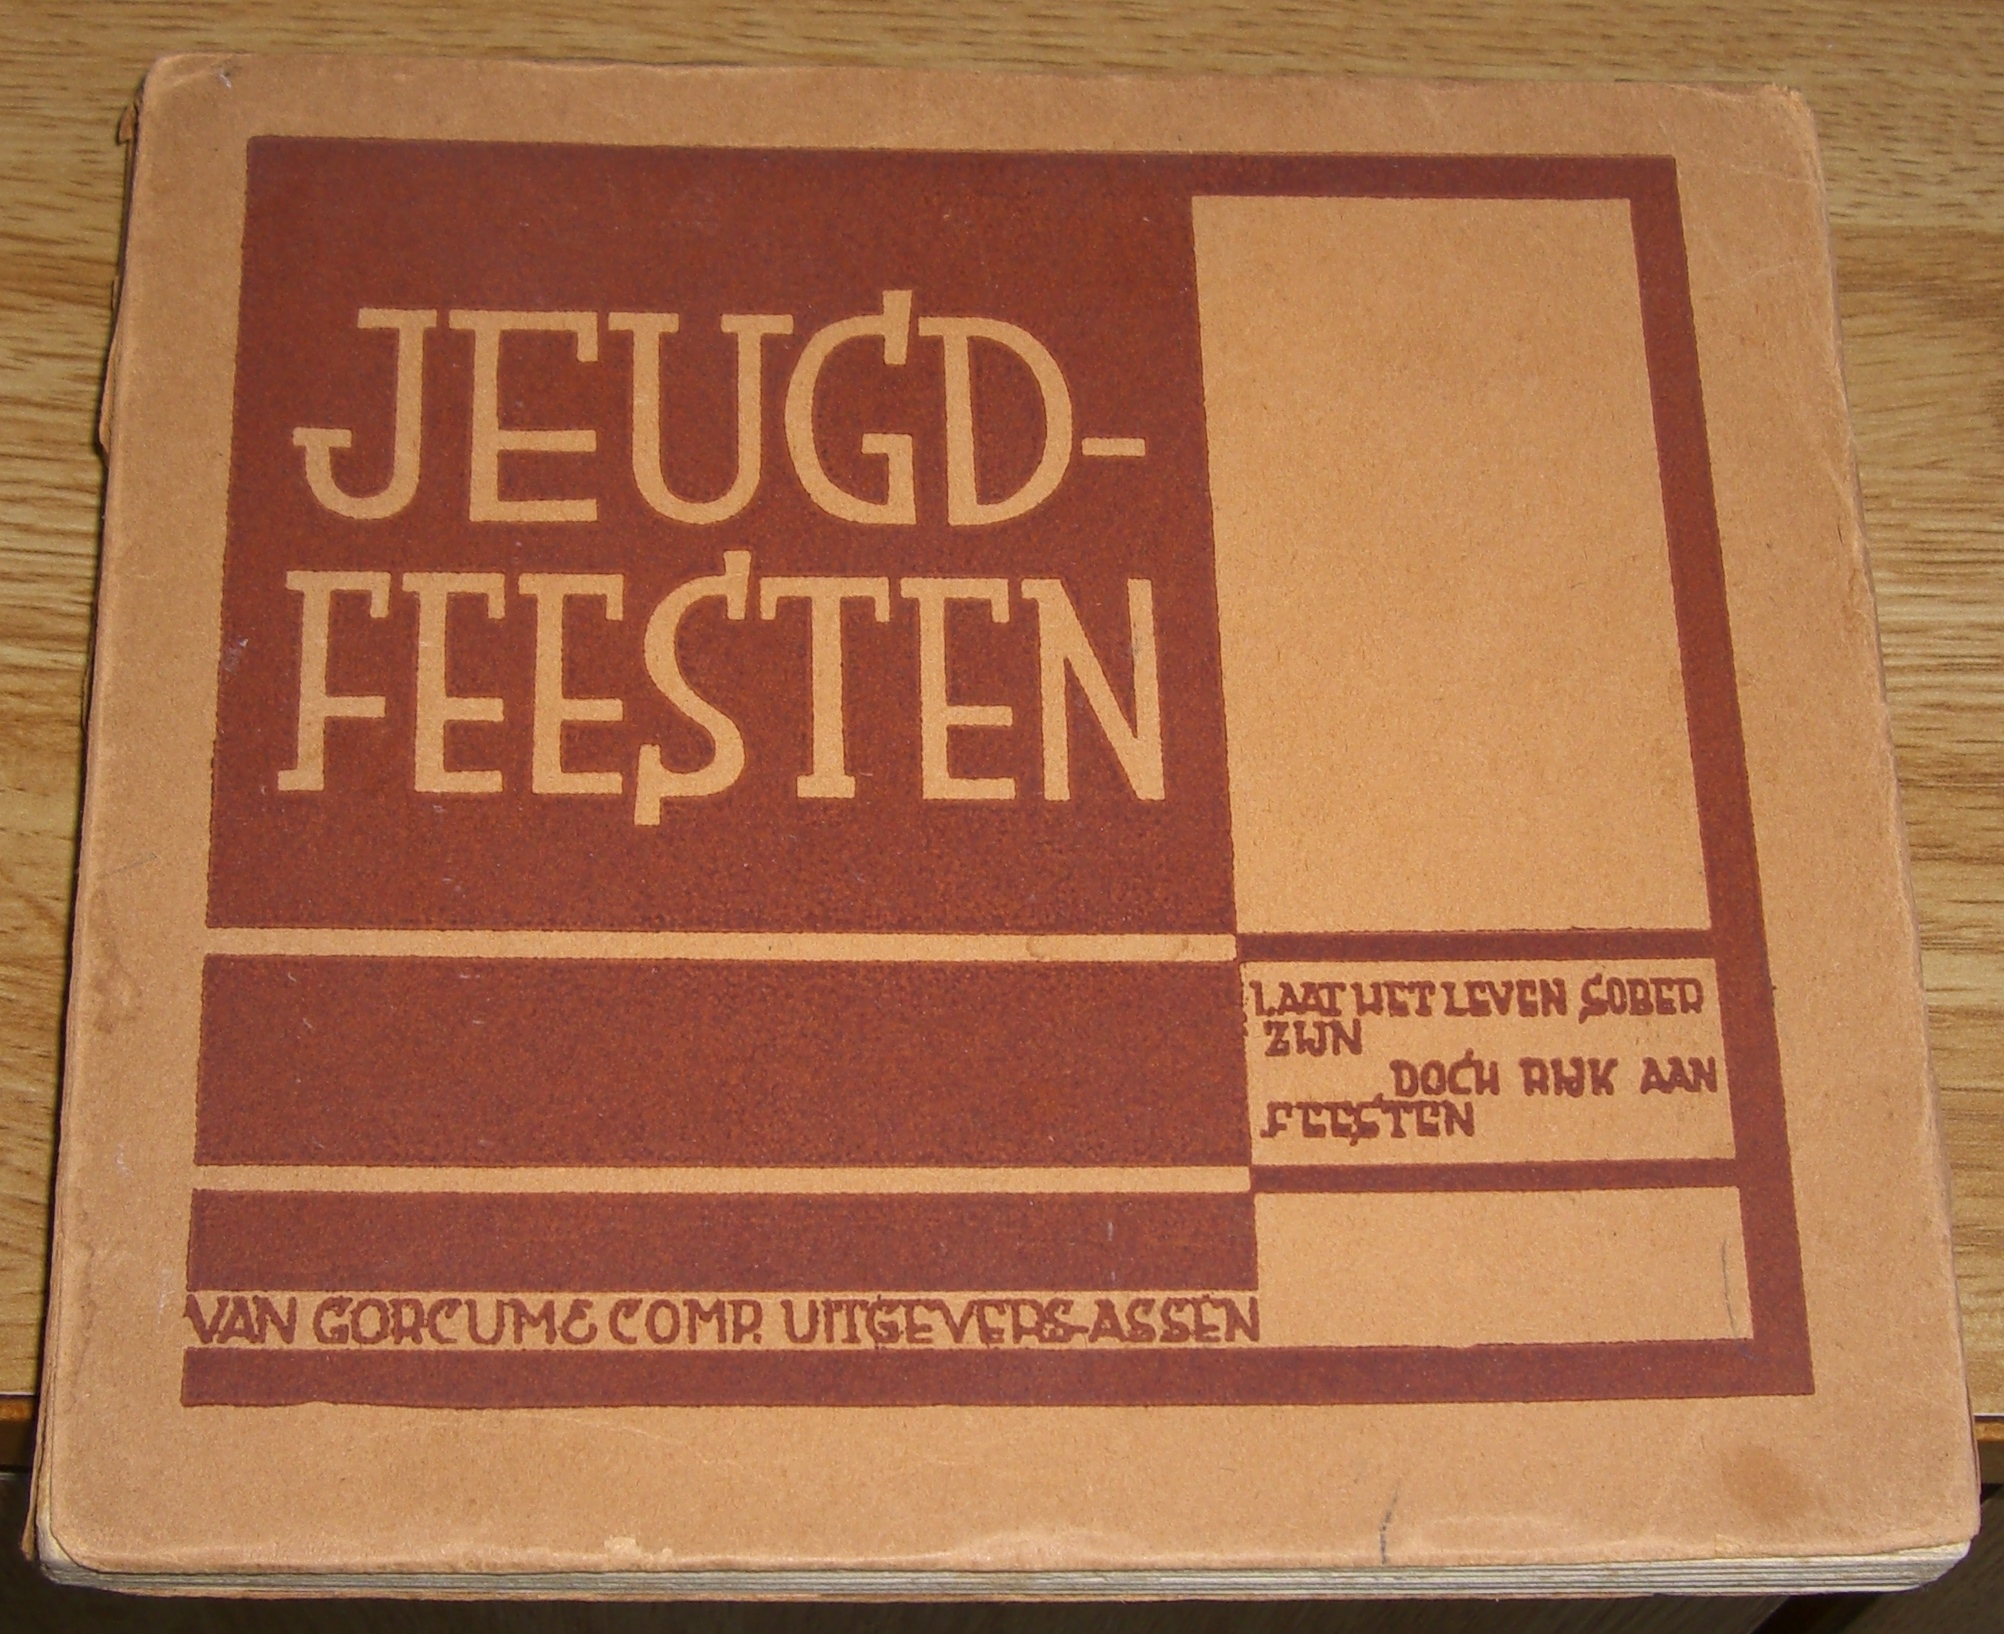 JEUGD-
FEESTEN
LAAT HET LEVEN SOBER
ZIJN
DOCH RIJK AAN
FEESTEN
VAN GORCUM & COMP. UITGEVERS-ASSEN